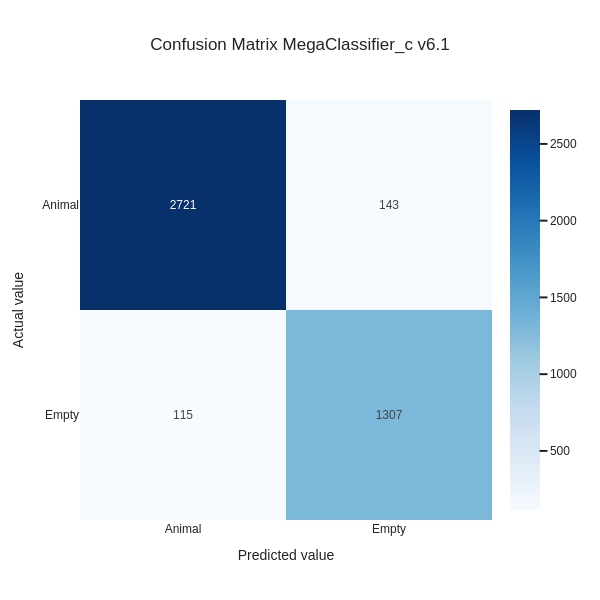 Confusion Matrix MegaClassifier_c v6.1
Animal
2721
143
Empty
115
1307
Animal
Empty
Predicted value
Actual value
2500
2000
1500
1000
500